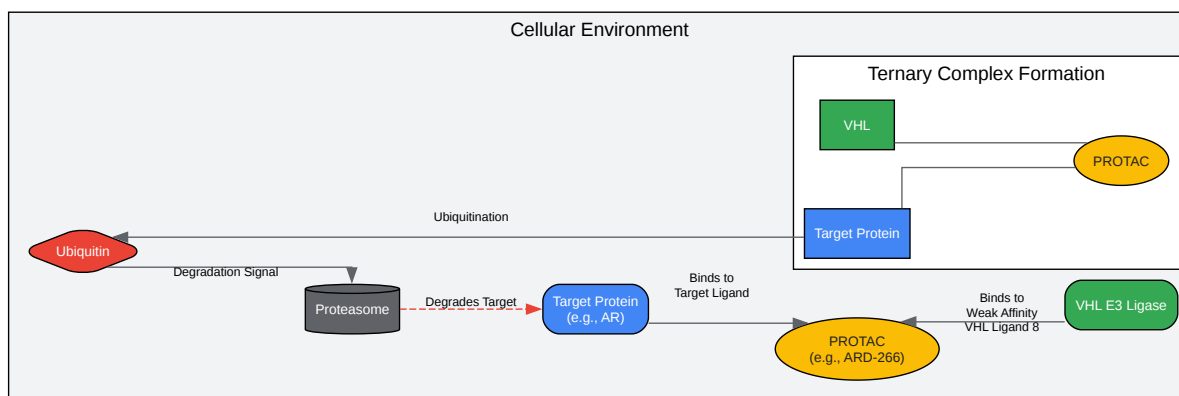 Cellular Environment
Ternary Complex Formation
VHL
PROTAC
Target Protein
Ubiquitination
Ubiquitin
Degradation Signal
Proteasome
Degrades Target
Target Protein
(e.g., AR)
Binds to
Target Ligand
PROTAC
(e.g., ARD-266)
Binds to
Weak Affinity
VHL Ligand 8
VHL E3 Ligase